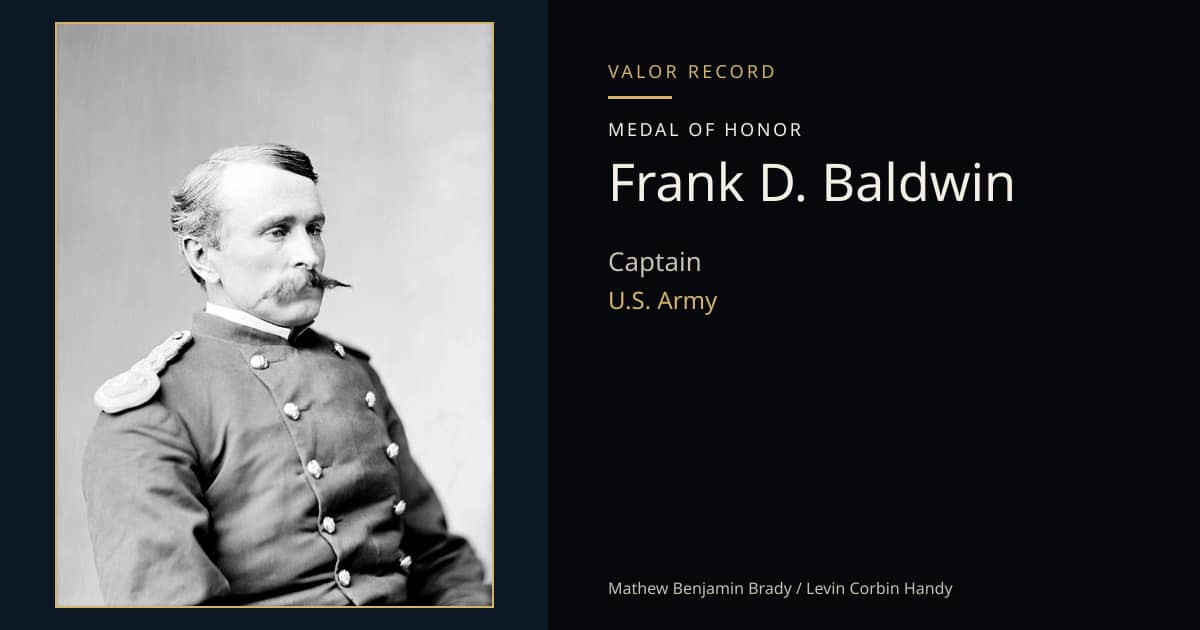 VALOR RECORD
MEDAL OF HONOR
Frank D. Baldwin
Captain
U.S. Army
Mathew Benjamin Brady / Levin Corbin Handy